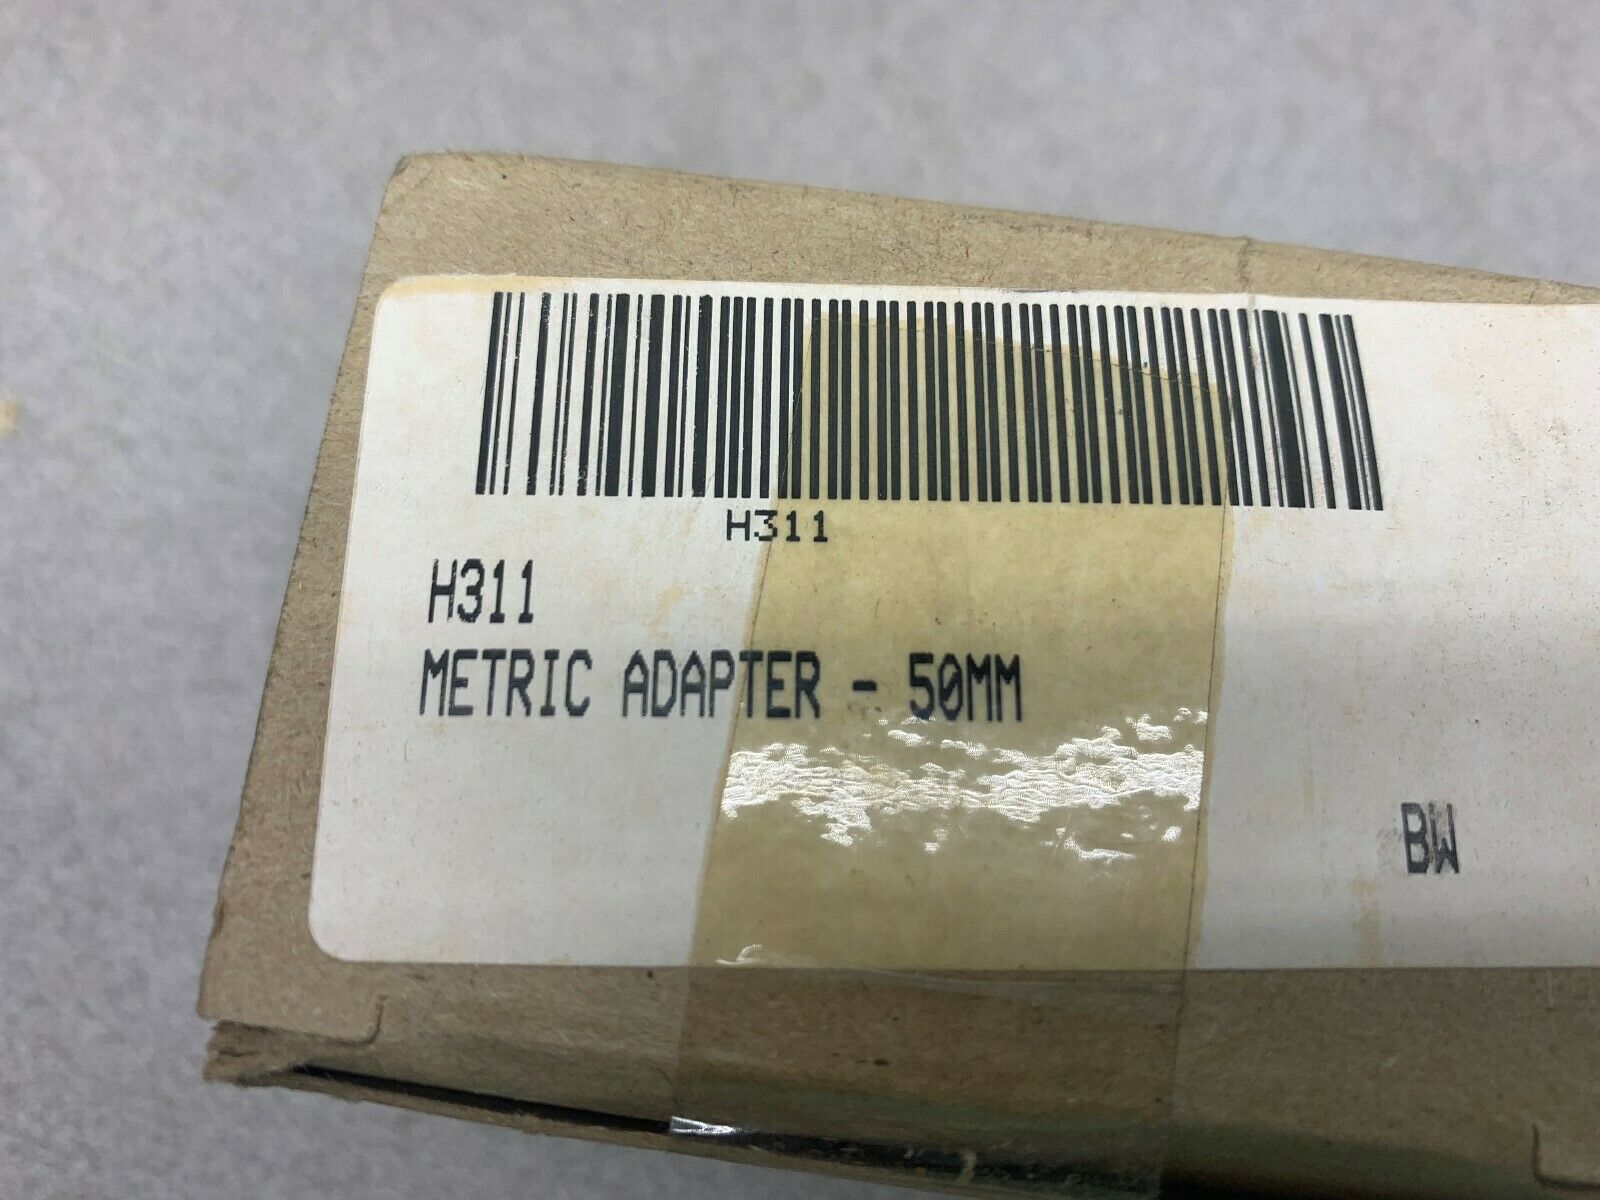 H311
H311
METRIC ADAPTER - 50MM
BW